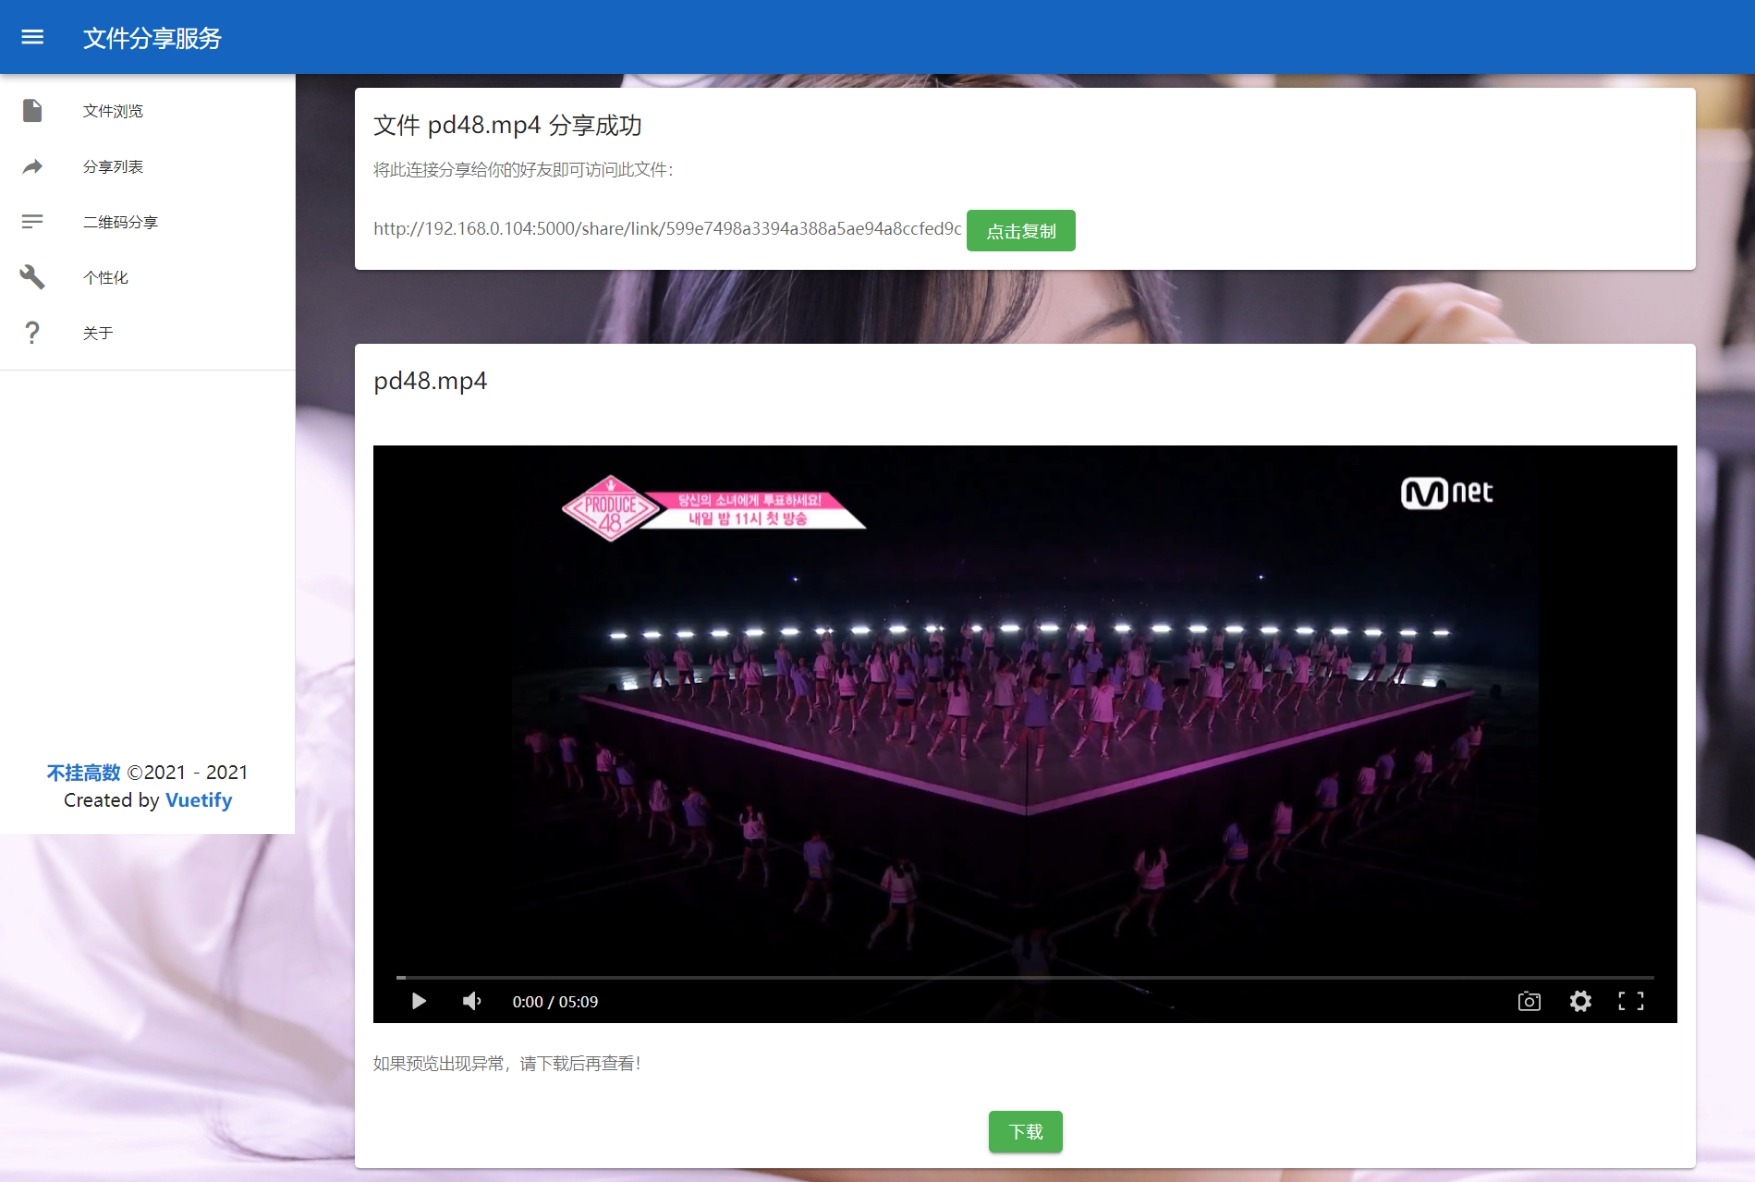 文件分享服务
文件浏览
分享列表
二维码分享
个性化
关于
不挂高数 ©2021 - 2021
Created by Vuetify
文件 pd48.mp4 分享成功
将此连接分享给你的好友即可访问此文件：
http://192.168.0.104:5000/share/link/599e7498a3394a388a5ae94a8ccfed9c 点击复制
pd48.mp4
PRODUCE
48
당신의 소녀에게 투표하세요!
내일 밤 11시 첫 방송
Mnet
0:00 / 05:09
如果预览出现异常，请下载后再查看！
下载